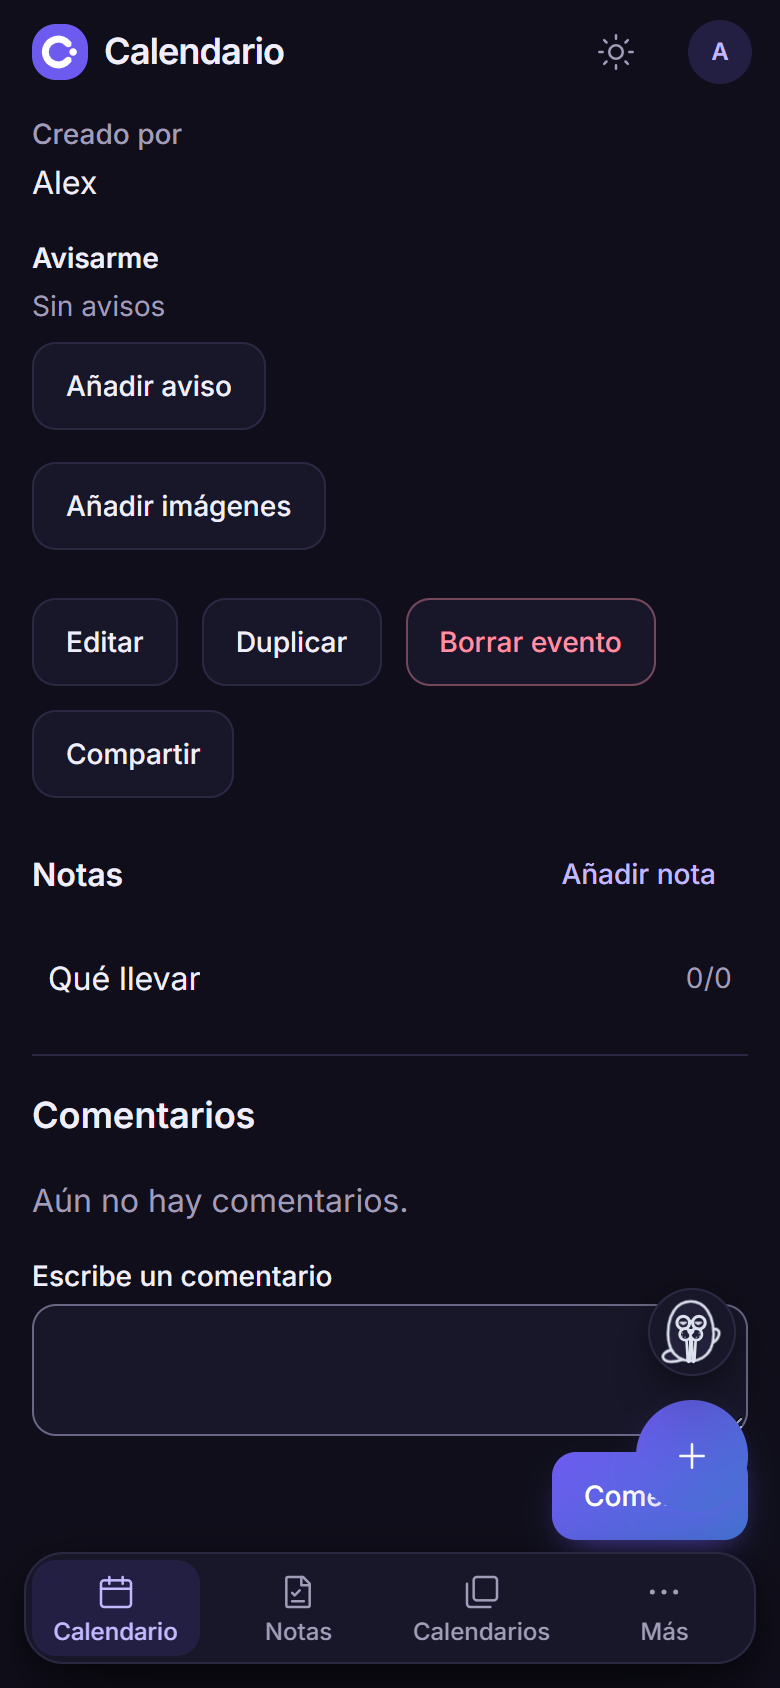 Calendario
A
Creado por
Alex
Avisarme
Sin avisos
Añadir aviso
Añadir imágenes
Editar
Duplicar
Borrar evento
Compartir
Notas
Añadir nota
Qué llevar
0/0
Comentarios
Aún no hay comentarios.
Escribe un comentario
Calendario
Notas
Calendarios
Más